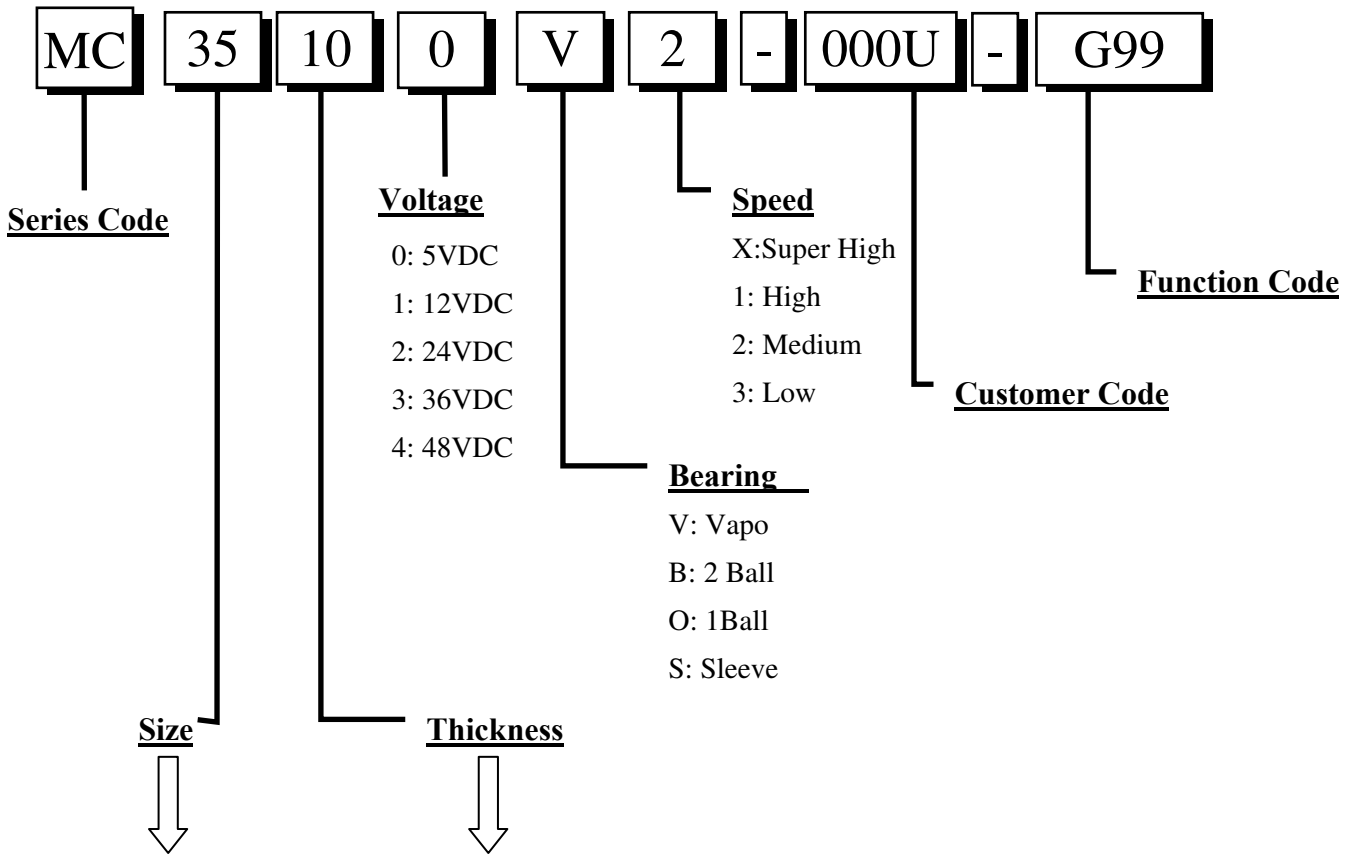 MC 35 10 0 V 2 - 000U - G99
Series Code
Voltage
0: 5VDC
1: 12VDC
2: 24VDC
3: 36VDC
4: 48VDC
Speed
X:Super High
1: High
2: Medium
3: Low
Function Code
Customer Code
Bearing
V: Vapo
B: 2 Ball
O: 1Ball
S: Sleeve
Size
Thickness